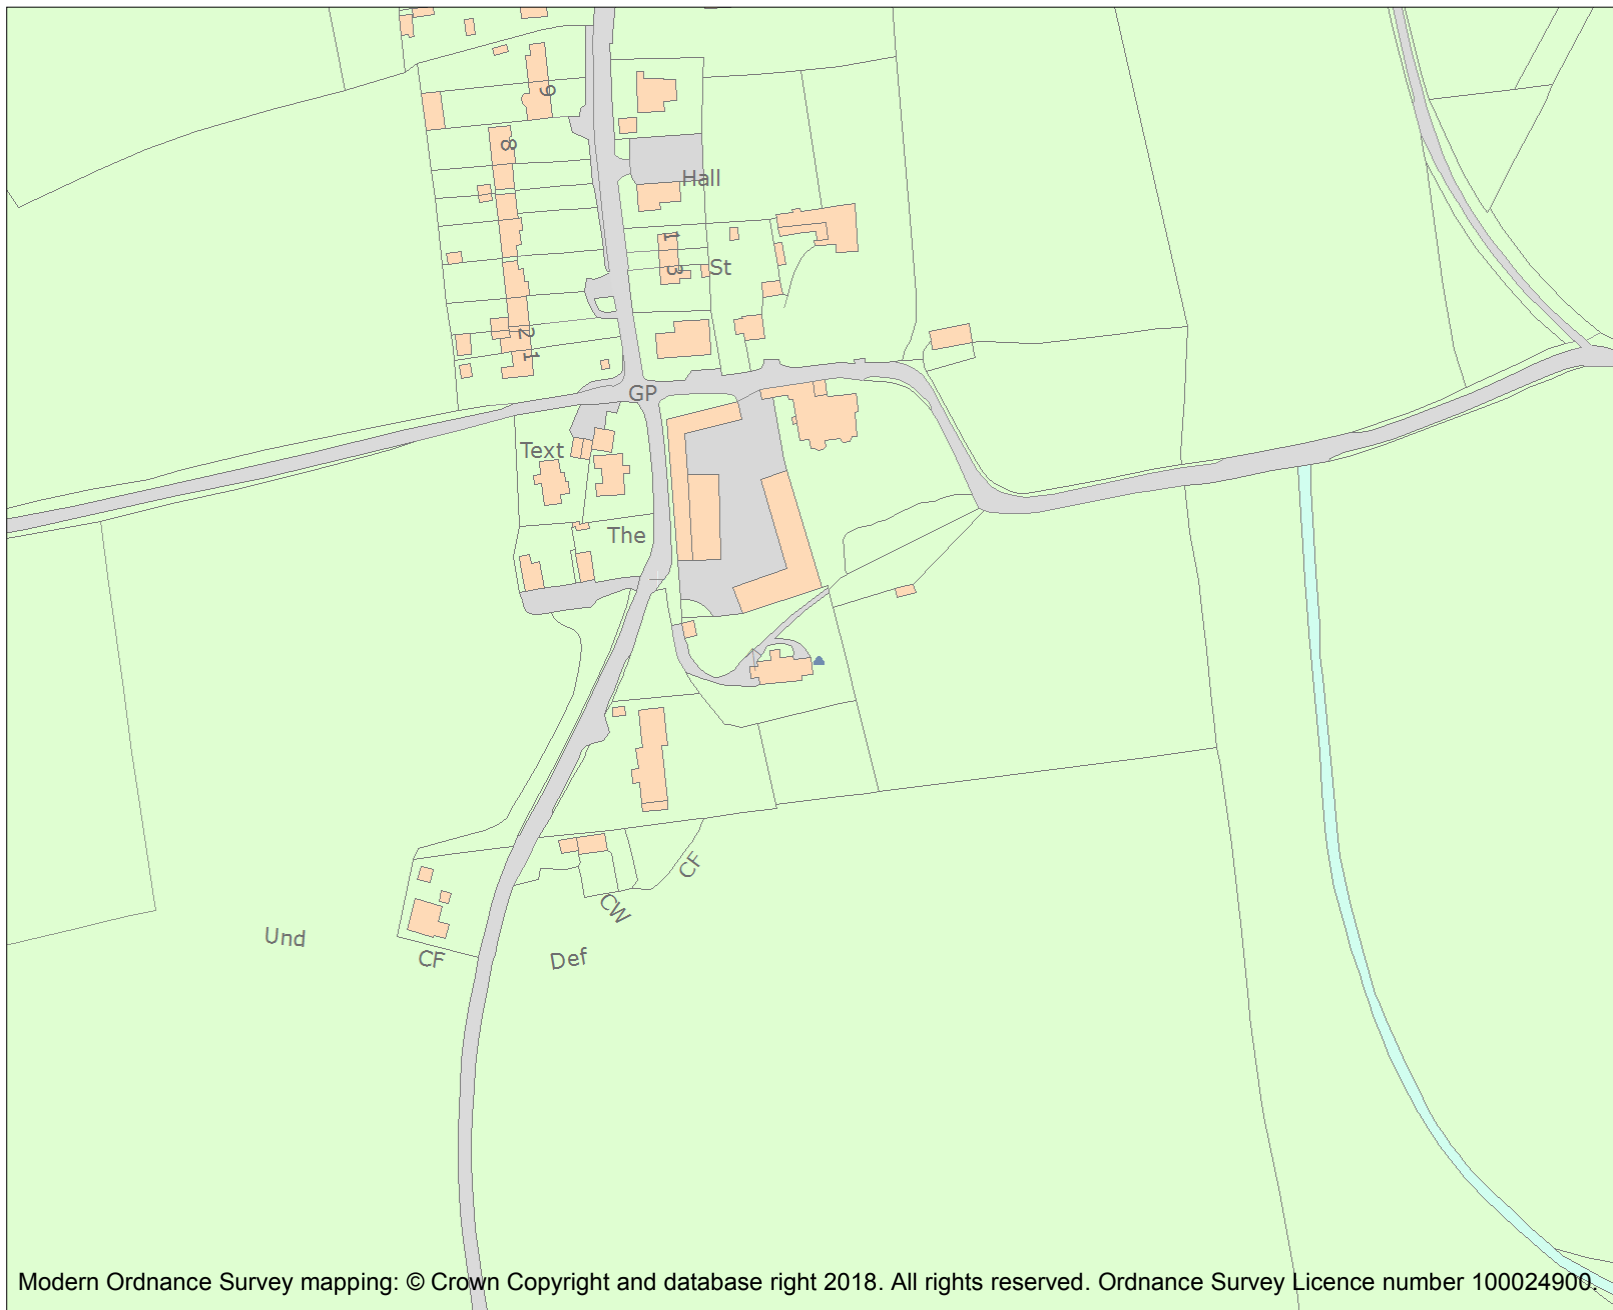 9
8
Hall
1
3
St
2
1
GP
Text
The
CF
CW
Und
CF
Def
Modern Ordnance Survey mapping: © Crown Copyright and database right 2018. All rights reserved. Ordnance Survey Licence number 100024900.